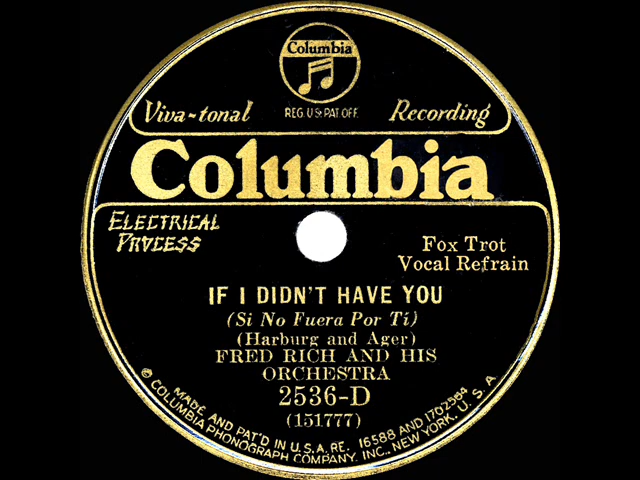 Columbia
REG. U.S. PAT. OFF.
Viva-tonal Recording
Columbia
ELECTRICAL
PROCESS
Fox Trot
Vocal Refrain
IF I DIDN'T HAVE YOU
(Si No Fuera Por Ti)
(Harburg and Ager)
FRED RICH AND HIS
ORCHESTRA
2536-D
(151777)
MADE AND PAT'D IN U.S.A. RE. 16588 AND 1702564
© COLUMBIA PHONOGRAPH COMPANY, INC., NEW YORK, U.S.A.